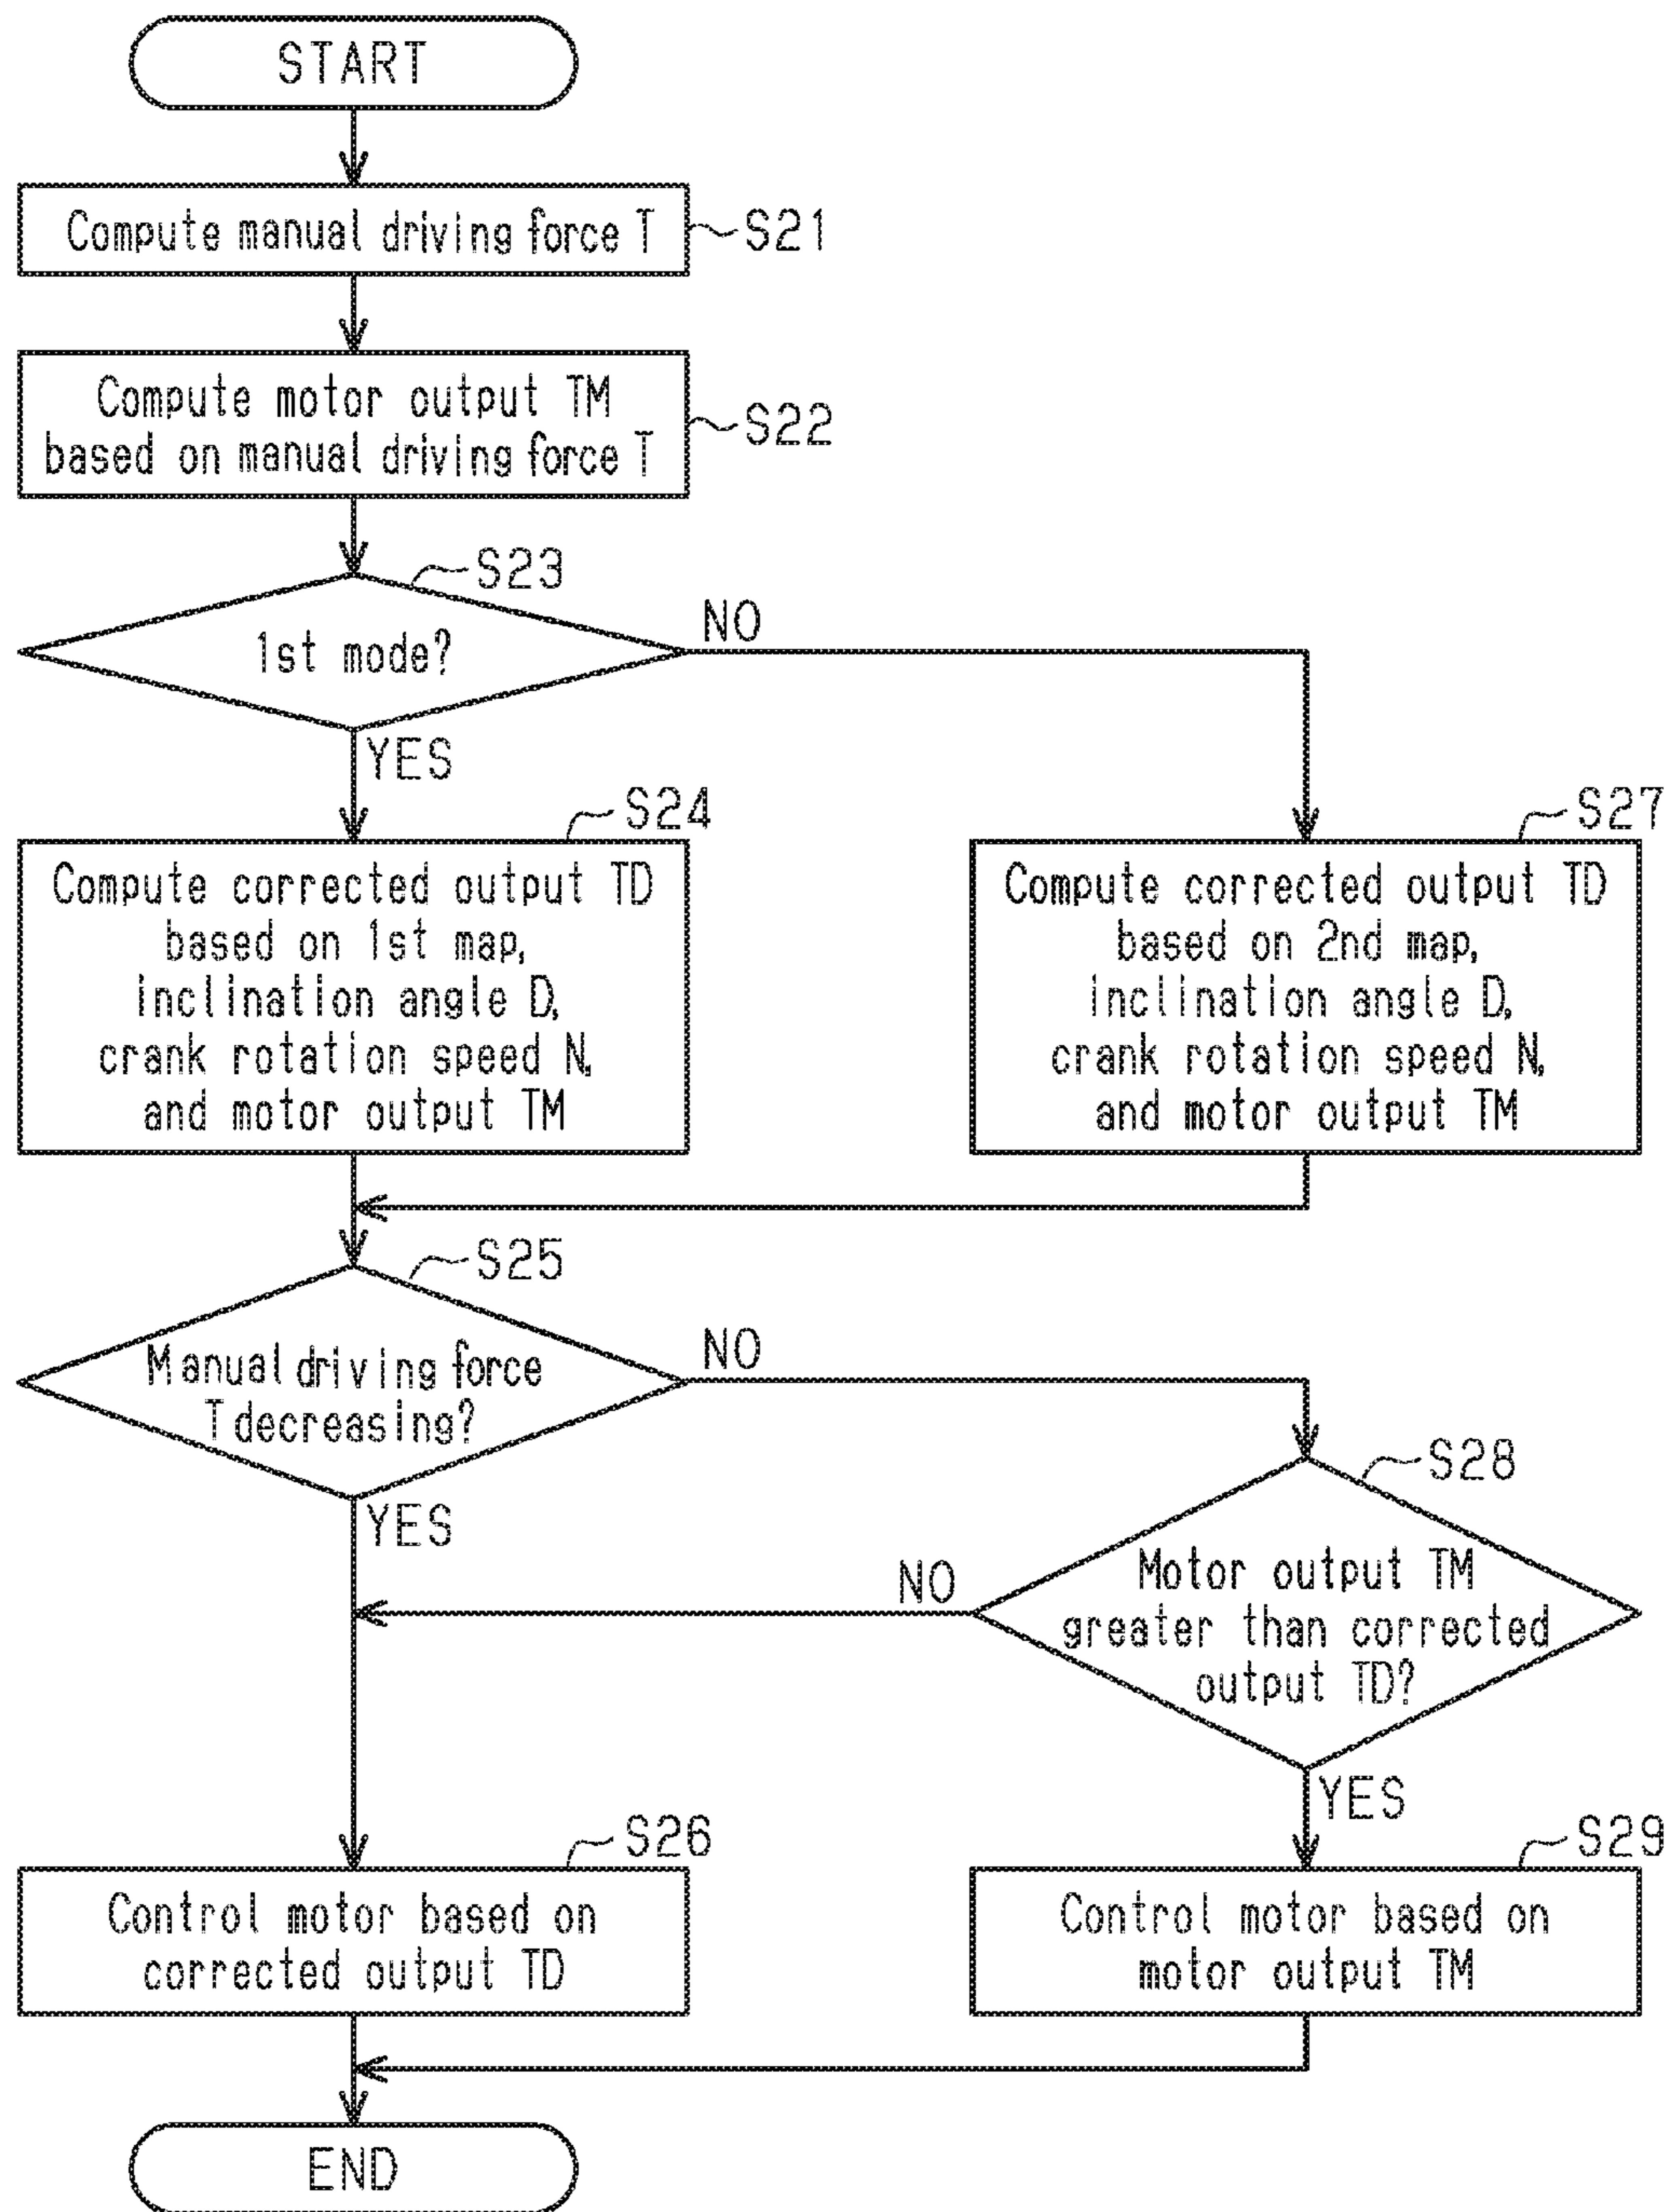 START
Compute manual driving force T
S21
Compute motor output TM
based on manual driving force T
S22
S23
1st mode?
NO
YES
S24
Compute corrected output TD
based on 1st map,
inclination angle D,
crank rotation speed N,
and motor output TM
S27
Compute corrected output TD
based on 2nd map,
inclination angle D,
crank rotation speed N,
and motor output TM
S25
Manual driving force
T decreasing?
NO
YES
S28
Motor output TM
greater than corrected
output TD?
NO
YES
S26
Control motor based on
corrected output TD
S29
Control motor based on
motor output TM
END